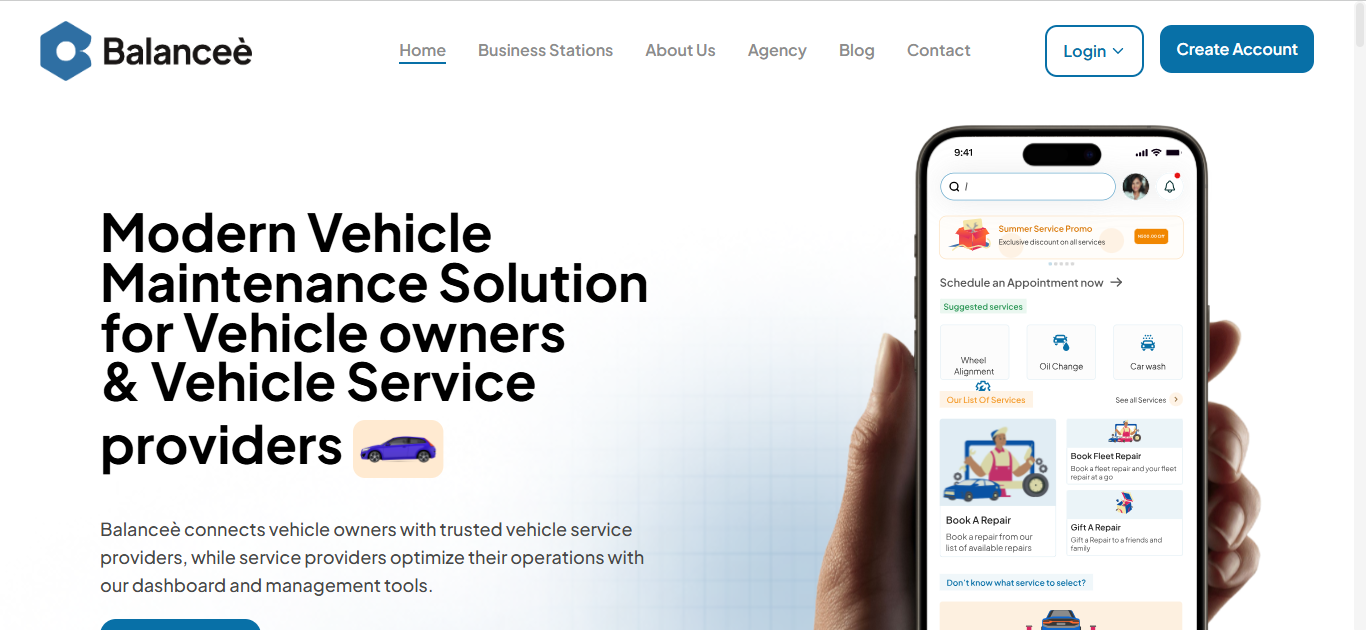 Balanceè
Home
Business Stations
About Us
Agency
Blog
Contact
Login
Create Account
Modern Vehicle
Maintenance Solution
for Vehicle owners
& Vehicle Service
providers
Balanceè connects vehicle owners with trusted vehicle service
providers, while service providers optimize their operations with
our dashboard and management tools.
9:41
/
Summer Service Promo
Exclusive discount on all services
Schedule an Appointment now
Suggested services
Wheel
Alignment
Oil Change
Car wash
Our List Of Services
See all Services
Book A Repair
Book a repair from our
list of available repairs
Book Fleet Repair
Book a fleet repair and your fleet
repair at a go
Gift A Repair
Gift a Repair to a friends and
family
Don't know what service to select?